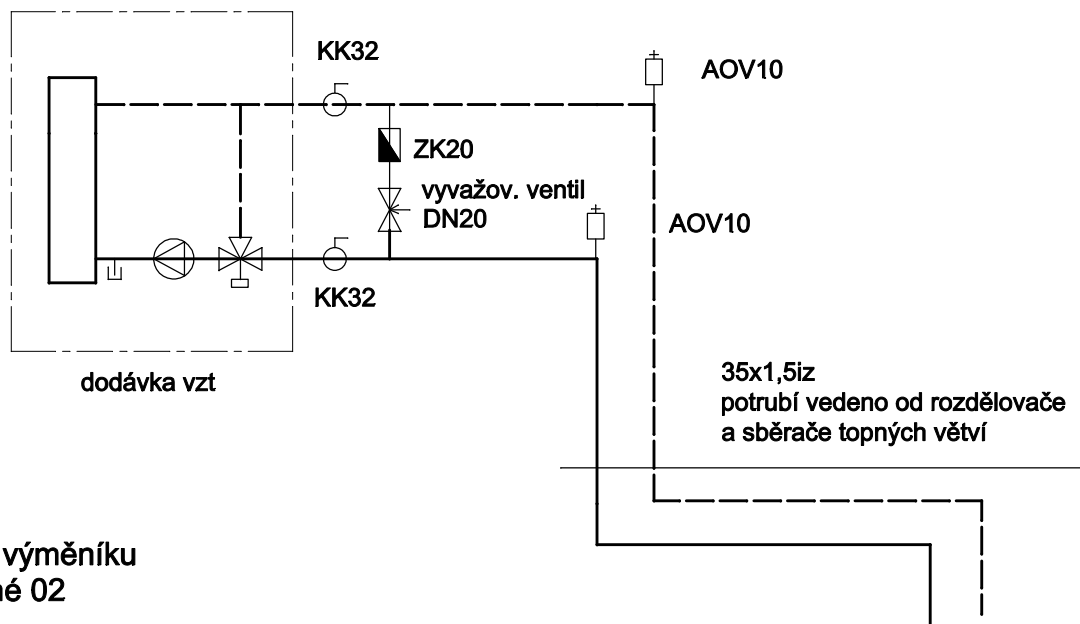 KK32
AOV10
ZK20
vyvažov. ventil
DN20
AOV10
KK32
dodávka vzt
35x1,5iz
potrubí vedeno od rozdělovače
a sběrače topných větví
výměníku
02